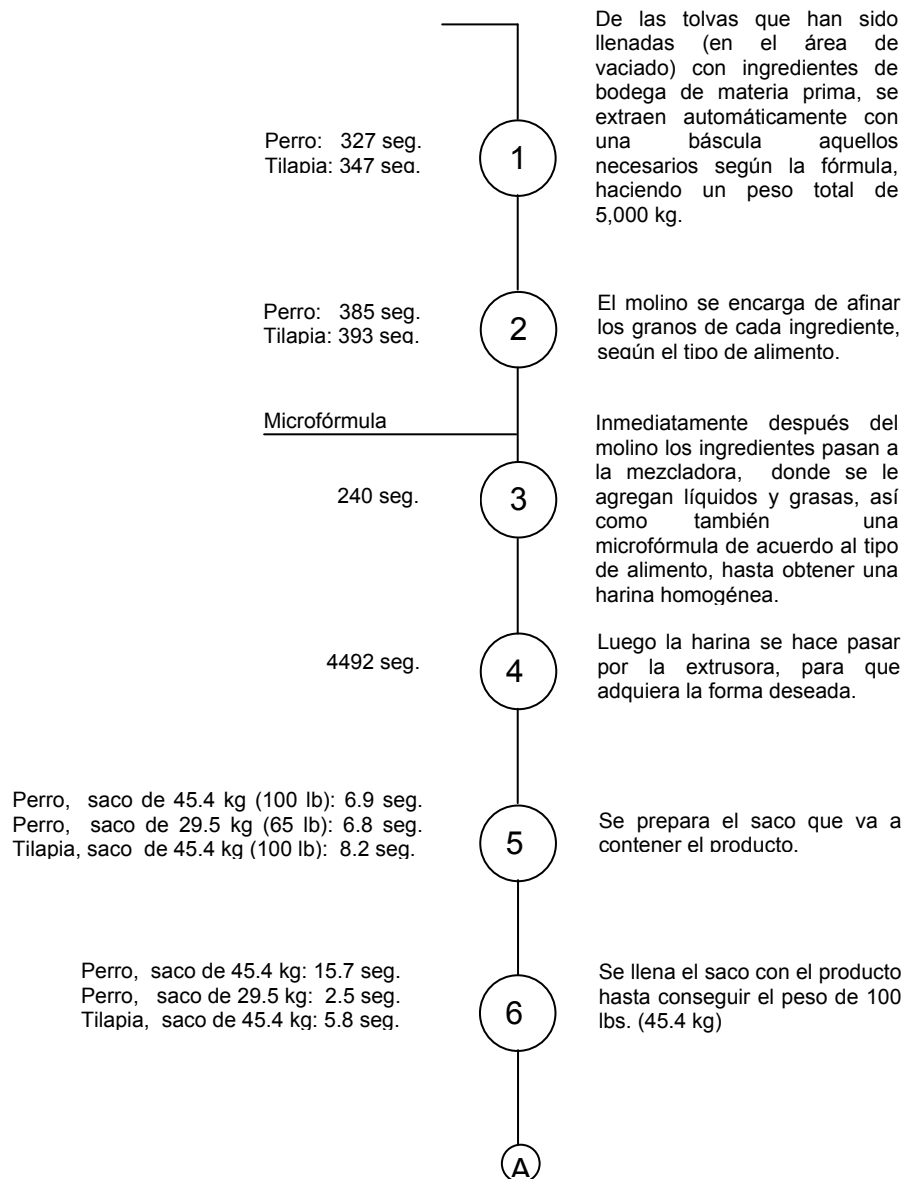 De las tolvas que han sido
llenadas (en el área de
vaciado) con ingredientes de
bodega de materia prima, se
extraen automáticamente con
una báscula aquellos
necesarios según la fórmula,
haciendo un peso total de
5,000 kg.
Perro: 327 seg.
Tilapia: 347 seg.
1
Perro: 385 seg.
Tilapia: 393 seg.
2
El molino se encarga de afinar
los granos de cada ingrediente,
según el tipo de alimento.
Microfórmula
240 seg.
3
Inmediatamente después del
molino los ingredientes pasan a
la mezcladora, donde se le
agregan líquidos y grasas, así
como también una
microfórmula de acuerdo al tipo
de alimento, hasta obtener una
harina homogénea.
4492 seg.
4
Luego la harina se hace pasar
por la extrusora, para que
adquiera la forma deseada.
Perro, saco de 45.4 kg (100 lb): 6.9 seg.
Perro, saco de 29.5 kg (65 lb): 6.8 seg.
Tilapia, saco de 45.4 kg (100 lb): 8.2 seg.
5
Se prepara el saco que va a
contener el producto.
Perro, saco de 45.4 kg: 15.7 seg.
Perro, saco de 29.5 kg: 2.5 seg.
Tilapia, saco de 45.4 kg: 5.8 seg.
6
Se llena el saco con el producto
hasta conseguir el peso de 100
lbs. (45.4 kg)
A